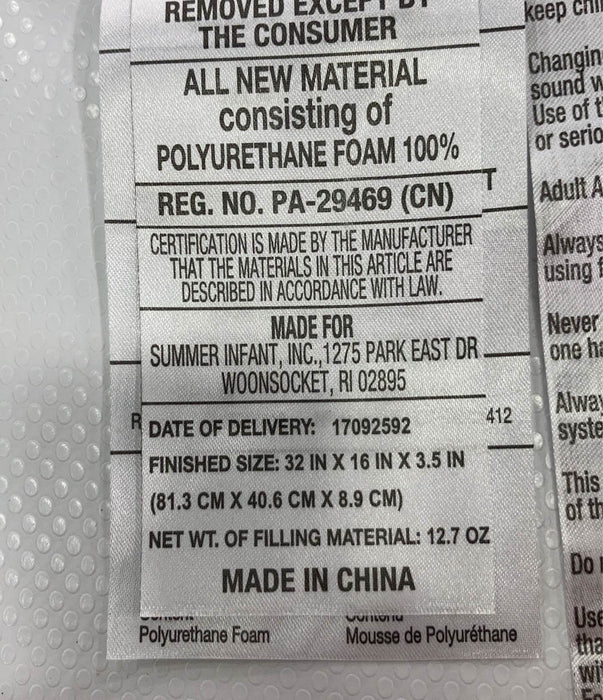 REMOVED EXCEPT BY
THE CONSUMER
ALL NEW MATERIAL
consisting of
POLYURETHANE FOAM 100%
REG. NO. PA-29469 (CN)
CERTIFICATION IS MADE BY THE MANUFACTURER
THAT THE MATERIALS IN THIS ARTICLE ARE
DESCRIBED IN ACCORDANCE WITH LAW.
MADE FOR
SUMMER INFANT, INC.,1275 PARK EAST DR
WOONSOCKET, RI 02895
DATE OF DELIVERY: 17092592
FINISHED SIZE: 32 IN X 16 IN X 3.5 IN
(81.3 CM X 40.6 CM X 8.9 CM)
NET WT. OF FILLING MATERIAL: 12.7 OZ
MADE IN CHINA
T
R
412
Polyurethane Foam
Mousse de Polyuréthane
keep
Changin
sound w
Use of t
or serio
Adult A
Always
using f
Never
one ha
Alway
syste
This
of th
Do
Use
tha
wi